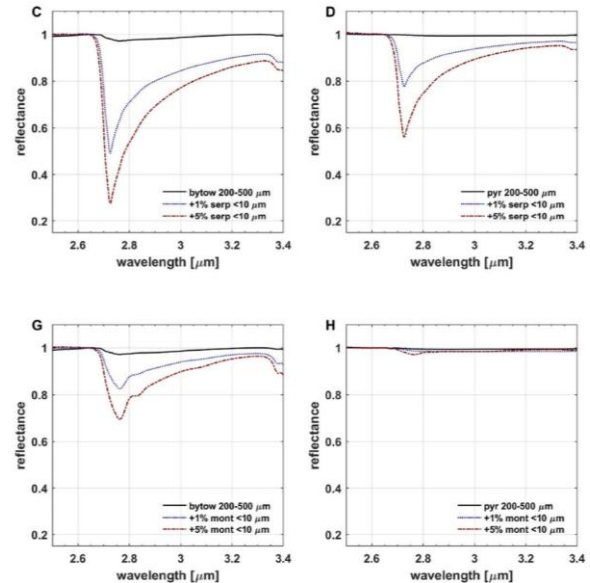 C
1
0.8
0.6
0.4
0.2
reflectance
bytow 200-500 μm
+1% serp <10 μm
+5% serp <10 μm
2.6 2.8 3 3.2 3.4
wavelength [μm]
D
1
0.8
0.6
0.4
0.2
reflectance
pyr 200-500 μm
+1% serp <10 μm
+5% serp <10 μm
2.6 2.8 3 3.2 3.4
wavelength [μm]
G
1
0.8
0.6
0.4
0.2
reflectance
bytow 200-500 μm
+1% mont <10 μm
+5% mont <10 μm
2.6 2.8 3 3.2 3.4
wavelength [μm]
H
1
0.8
0.6
0.4
0.2
reflectance
pyr 200-500 μm
+1% mont <10 μm
+5% mont <10 μm
2.6 2.8 3 3.2 3.4
wavelength [μm]